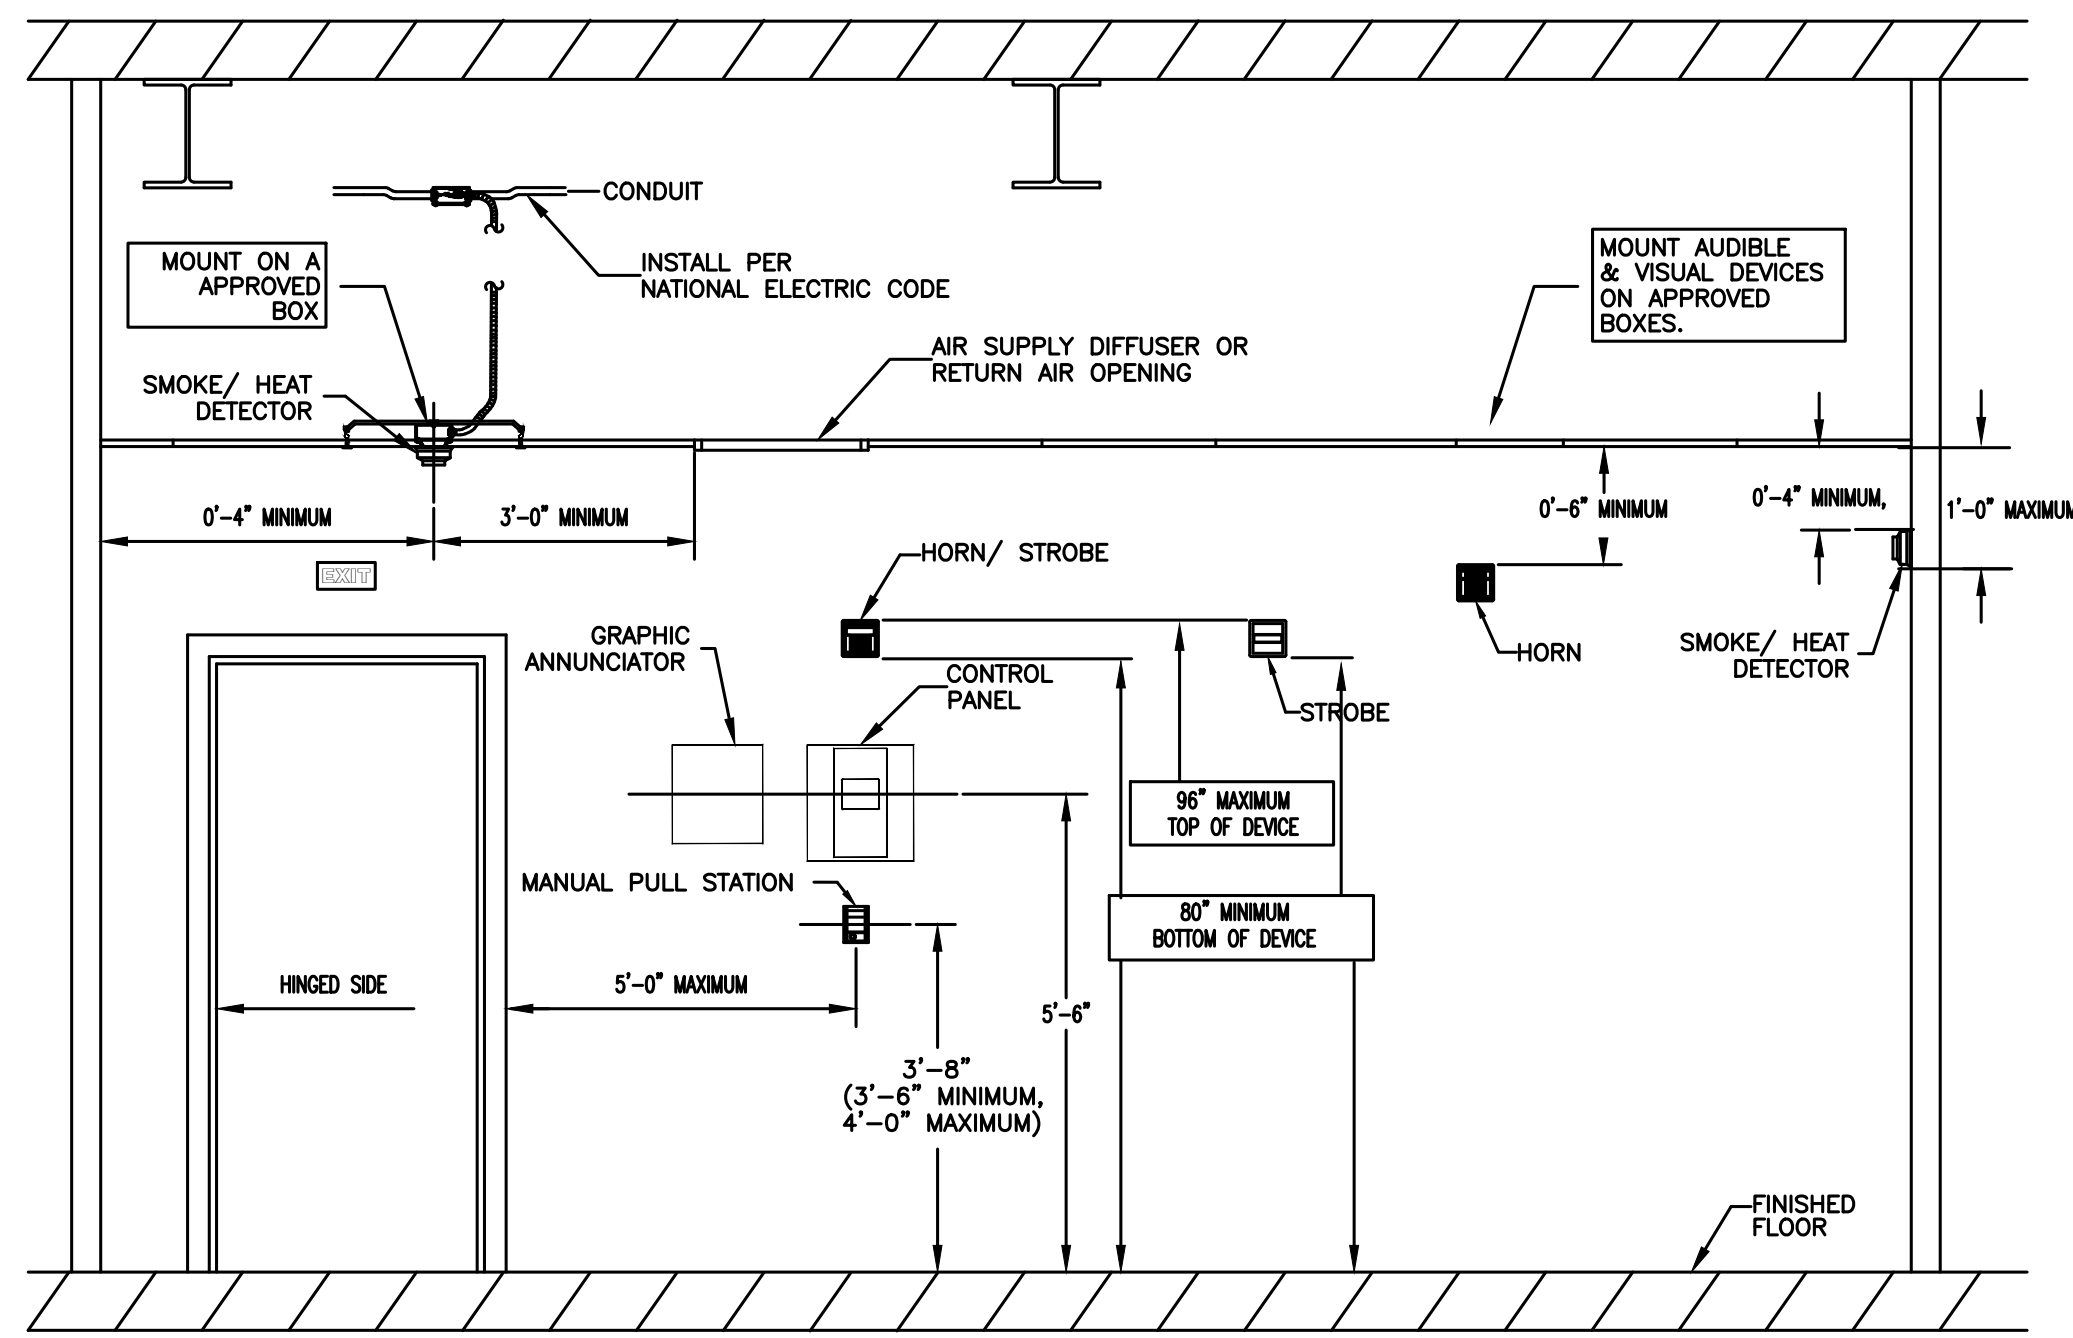 CONDUIT
INSTALL PER
NATIONAL ELECTRIC CODE
MOUNT ON A
APPROVED
BOX
MOUNT AUDIBLE
& VISUAL DEVICES
ON APPROVED
BOXES.
AIR SUPPLY DIFFUSER OR
RETURN AIR OPENING
SMOKE/ HEAT
DETECTOR
0'-4" MINIMUM
3'-0" MINIMUM
0'-6" MINIMUM
0'-4" MINIMUM,
1'-0" MAXIMUM
EXIT
HORN/ STROBE
GRAPHIC
ANNUNCIATOR
CONTROL
PANEL
STROBE
HORN
SMOKE/ HEAT
DETECTOR
96" MAXIMUM
TOP OF DEVICE
MANUAL PULL STATION
80" MINIMUM
BOTTOM OF DEVICE
HINGED SIDE
5'-0" MAXIMUM
5'-6"
3'-8"
(3'-6" MINIMUM,
4'-0" MAXIMUM)
FINISHED
FLOOR